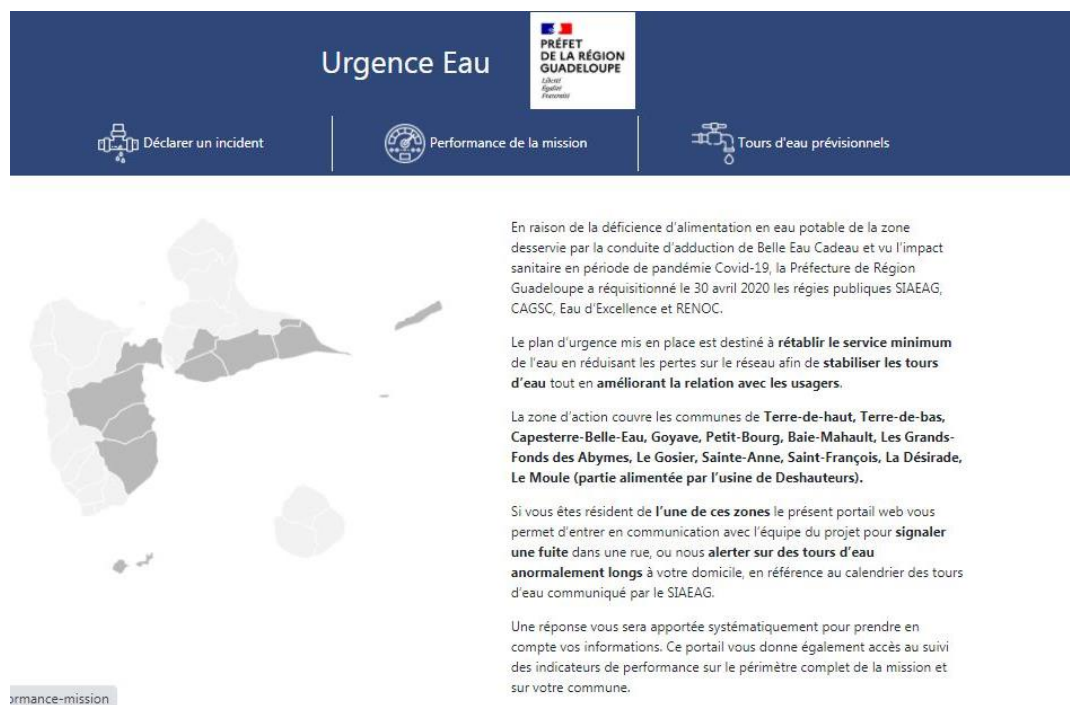 Urgence Eau
PRÉFET
DE LA RÉGION
GUADELOUPE
Liberté
Égalité
Fraternité
Déclarer un incident
Performance de la mission
Tours d'eau prévisionnels
En raison de la déficience d'alimentation en eau potable de la zone
desservie par la conduite d'adduction de Belle Eau Cadeau et vu l'impact
sanitaire en période de pandémie Covid-19, la Préfecture de Région
Guadeloupe a réquisitionné le 30 avril 2020 les régies publiques SIAEAG,
CAGSC, Eau d'Excellence et RENOC.
Le plan d'urgence mis en place est destiné à rétablir le service minimum
de l'eau en réduisant les pertes sur le réseau afin de stabiliser les tours
d'eau tout en améliorant la relation avec les usagers.
La zone d'action couvre les communes de Terre-de-haut, Terre-de-bas,
Capesterre-Belle-Eau, Goyave, Petit-Bourg, Baie-Mahault, Les Grands-
Fonds des Abymes, Le Gosier, Sainte-Anne, Saint-François, La Désirade,
Le Moule (partie alimentée par l'usine de Deshauteurs).
Si vous êtes résident de l'une de ces zones le présent portail web vous
permet d'entrer en communication avec l'équipe du projet pour signaler
une fuite dans une rue, ou nous alerter sur des tours d'eau
anormalement longs à votre domicile, en référence au calendrier des tours
d'eau communiqué par le SIAEAG.
Une réponse vous sera apportée systématiquement pour prendre en
compte vos informations. Ce portail vous donne également accès au suivi
des indicateurs de performance sur le périmètre complet de la mission et
sur votre commune.
ormance-mission